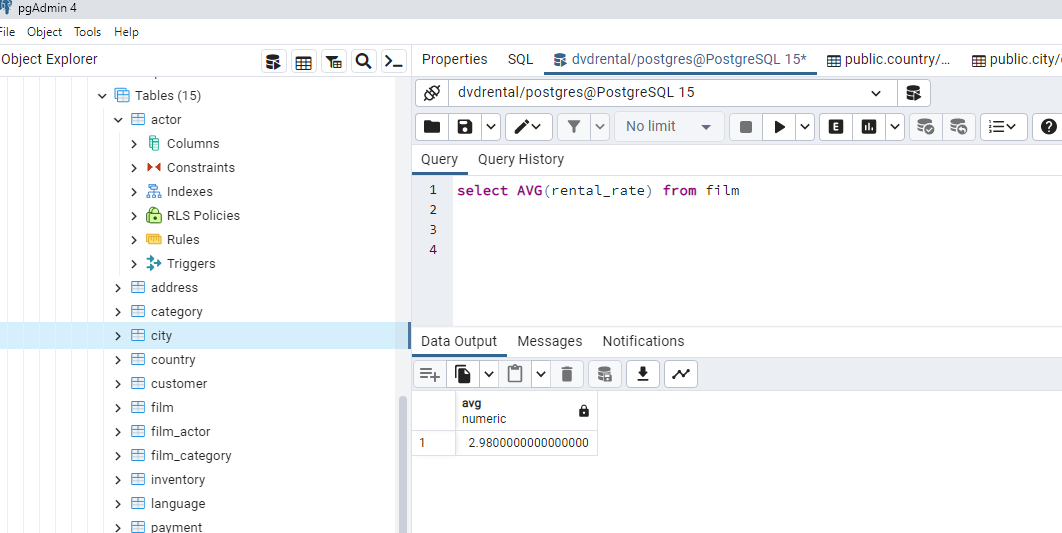 pgAdmin 4
File Object Tools Help
Object Explorer
Properties SQL dvdrental/postgres@PostgreSQL 15* public.country/... public.city/
Tables (15)
actor
Columns
Constraints
Indexes
RLS Policies
Rules
Triggers
address
category
city
country
customer
film
film_actor
film_category
inventory
language
payment
dvdrental/postgres@PostgreSQL 15
No limit
E
Query Query History
1 select AVG(rental_rate) from film
2
3
4
Data Output Messages Notifications
avg
numeric
1 2.9800000000000000